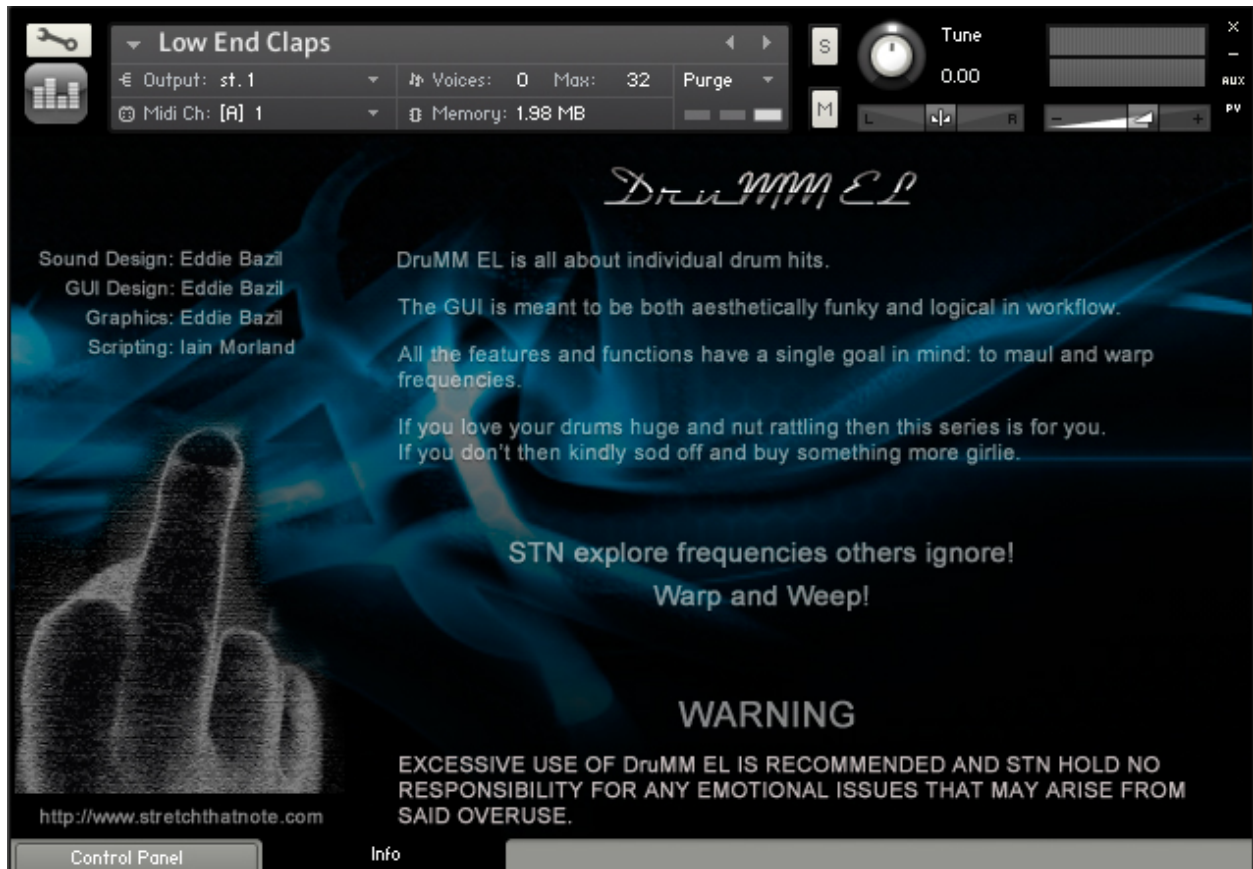 Low End Claps
S
Tune
×
–
Output: st. 1
Voices: 0 Max: 32
Purge
0.00
AUX
Midi Ch: [A] 1
Memory: 1.98 MB
M
L
R
–
+
PV
DruMM EL
Sound Design: Eddie Bazil
GUI Design: Eddie Bazil
Graphics: Eddie Bazil
Scripting: Iain Morland
DruMM EL is all about individual drum hits.
The GUI is meant to be both aesthetically funky and logical in workflow.
All the features and functions have a single goal in mind: to maul and warp
frequencies.
If you love your drums huge and nut rattling then this series is for you.
If you don't then kindly sod off and buy something more girlie.
STN explore frequencies others ignore!
Warp and Weep!
WARNING
EXCESSIVE USE OF DruMM EL IS RECOMMENDED AND STN HOLD NO
RESPONSIBILITY FOR ANY EMOTIONAL ISSUES THAT MAY ARISE FROM
SAID OVERUSE.
http://www.stretchthatnote.com
Control Panel
Info